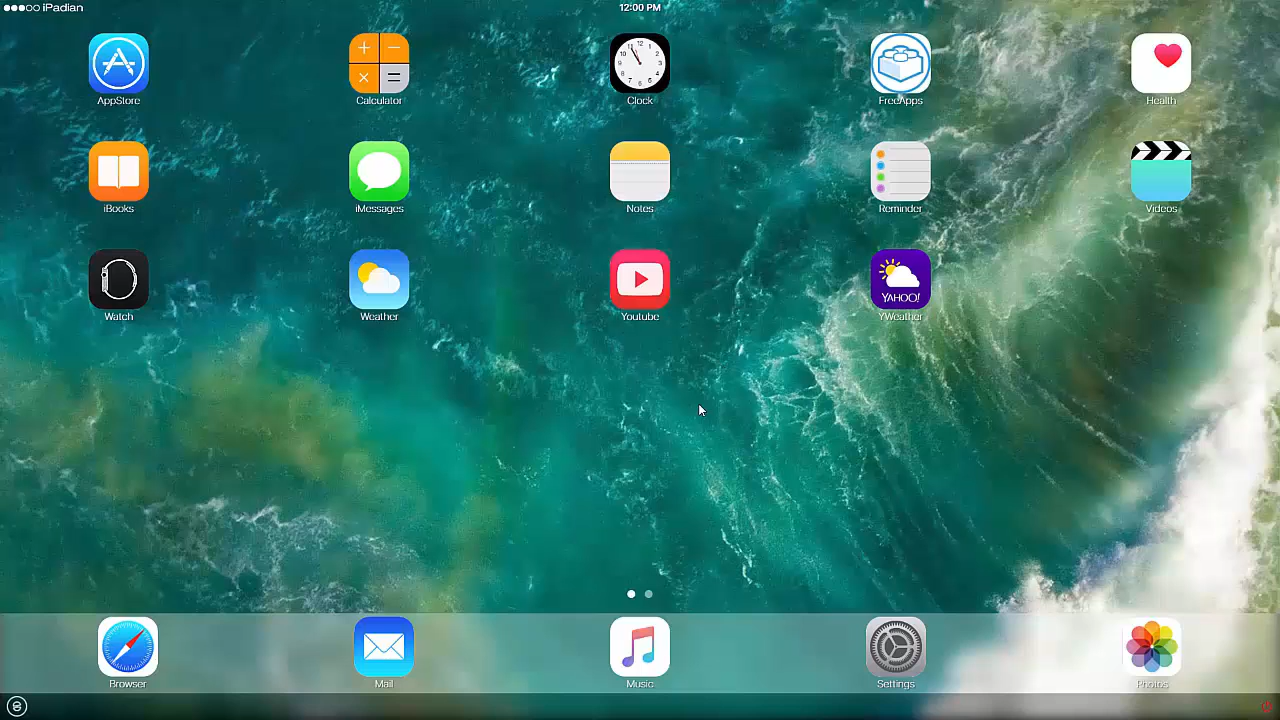 iPadian 12:00 PM
AppStore Calculator Clock FreeApps Health
iBooks iMessages Notes Reminder Videos
YAHOO!
Watch Weather Youtube YWeather
Browser Mail Music Settings Photos